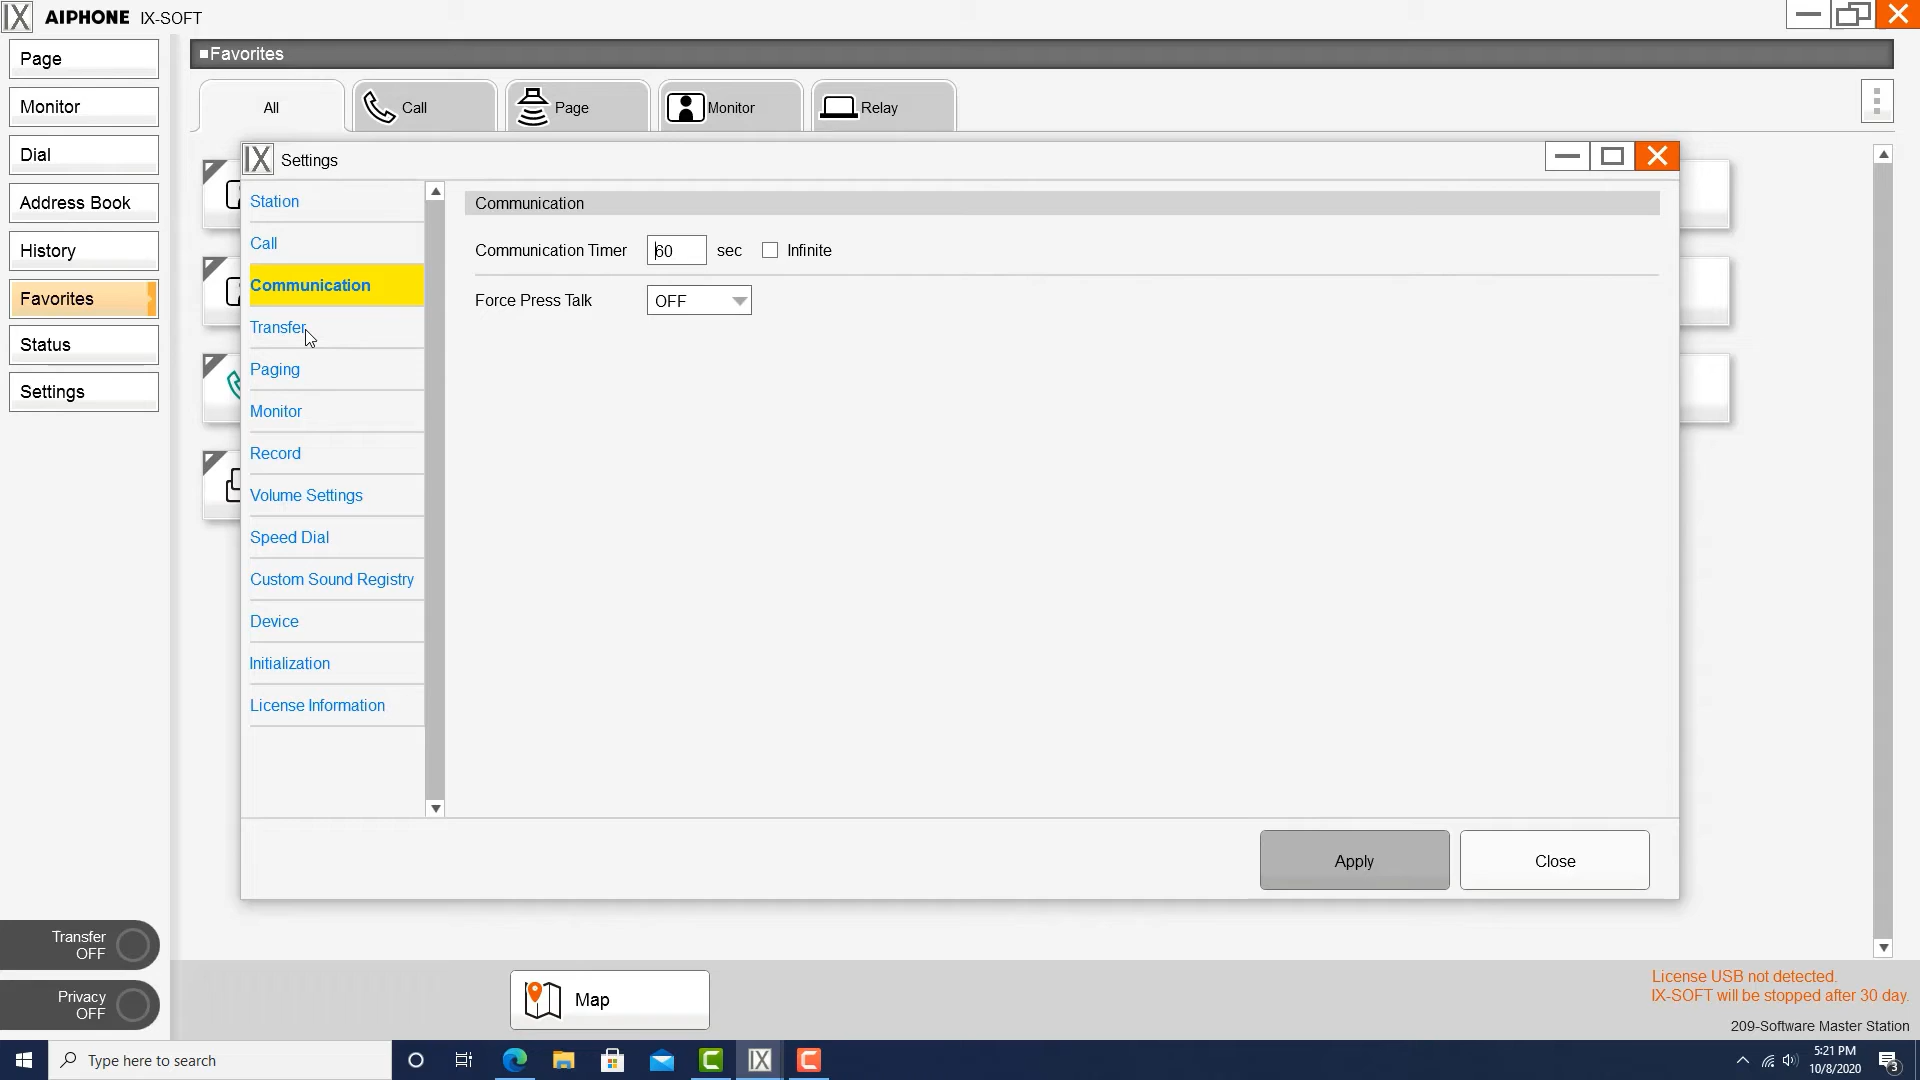 IX AIPHONE IX-SOFT
Page
Monitor
Dial
Address Book
History
Favorites
Status
Settings
■Favorites
All
Call
Page
Monitor
Relay
IX Settings
Station
Call
Communication
Transfer
Paging
Monitor
Record
Volume Settings
Speed Dial
Custom Sound Registry
Device
Initialization
License Information
Communication
Communication Timer 60 sec Infinite
Force Press Talk OFF
Apply
Close
Transfer
OFF
Privacy
OFF
Map
License USB not detected.
IX-SOFT will be stopped after 30 day.
209-Software Master Station
Type here to search
IX
5:21 PM
10/8/2020
3